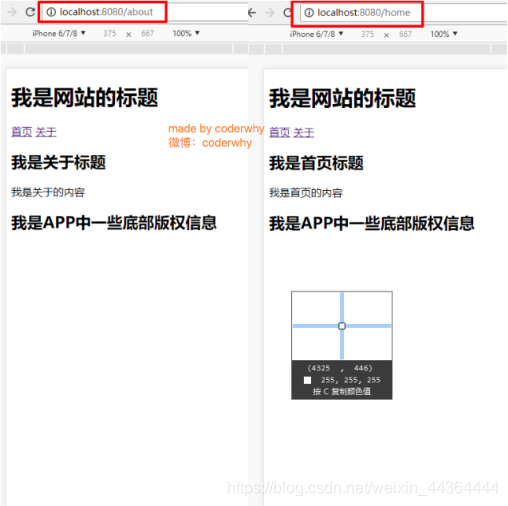 localhost:8080/about
iPhone 6/7/8 ▼ 375 × 667 100% ▼
我是网站的标题
首页 关于
我是关于标题
我是关于的内容
我是APP中一些底部版权信息
made by coderwhy
微博：coderwhy
localhost:8080/home
iPhone 6/7/8 ▼ 375 × 667 100% ▼
我是网站的标题
首页 关于
我是首页标题
我是首页的内容
我是APP中一些底部版权信息
(4325 , 446)
255, 255, 255
按 C 复制颜色值
https://blog.csdn.net/weixin_44364444